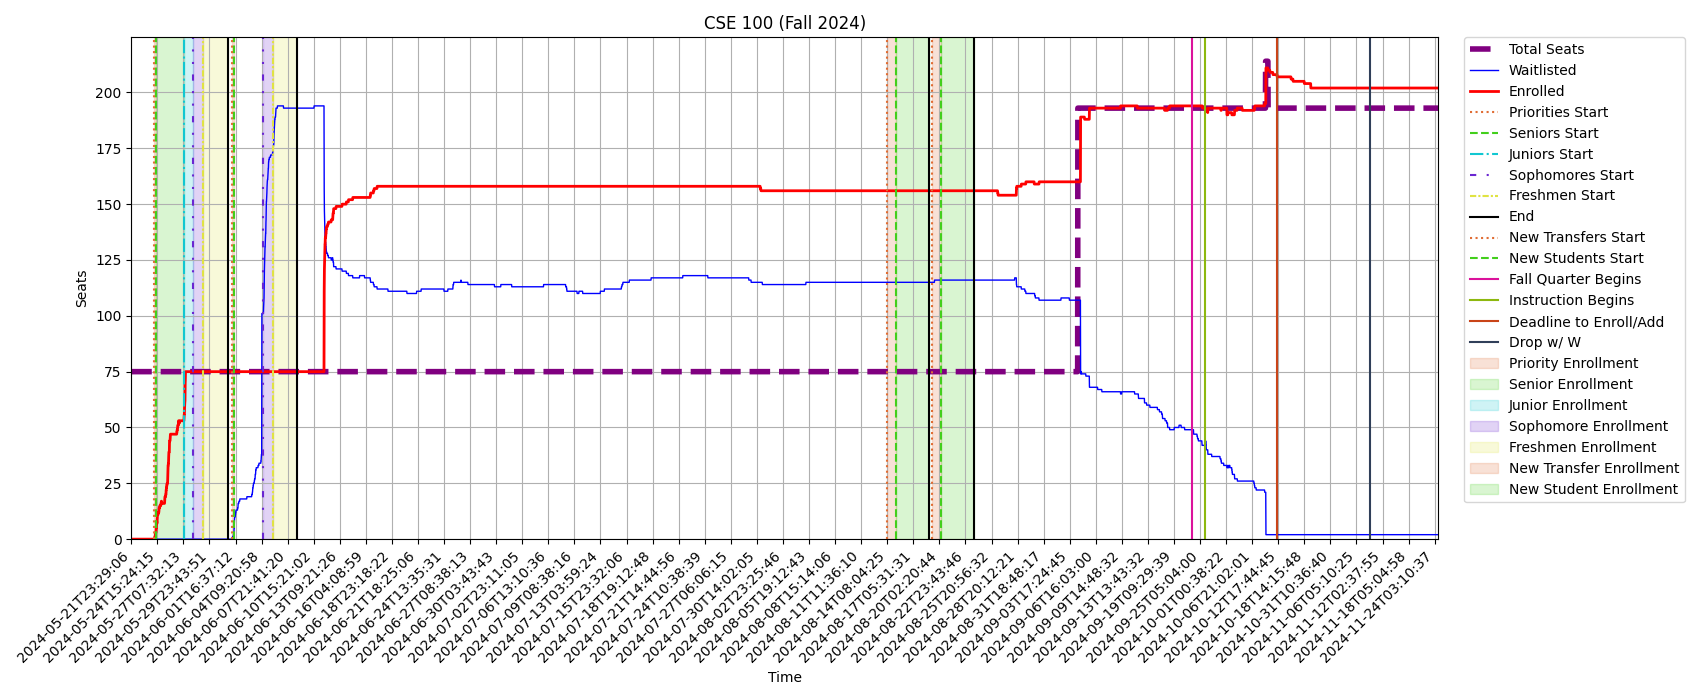 CSE 100 (Fall 2024)
Seats
200
175
150
125
100
75
50
25
0
2024-05-21T23:29:06
2024-05-24T15:24:15
2024-05-27T07:32:13
2024-05-29T23:43:51
2024-06-01T16:37:12
2024-06-04T09:20:58
2024-06-07T21:41:20
2024-06-10T15:21:02
2024-06-13T09:21:26
2024-06-16T04:08:59
2024-06-18T23:18:22
2024-06-21T18:25:06
2024-06-24T13:35:31
2024-06-27T08:38:13
2024-06-30T03:43:43
2024-07-02T23:11:05
2024-07-06T13:10:36
2024-07-09T08:38:16
2024-07-13T03:59:24
2024-07-15T23:32:06
2024-07-18T19:12:48
2024-07-21T14:44:56
2024-07-24T10:38:39
2024-07-27T06:06:15
2024-07-30T14:02:05
2024-08-02T23:25:46
2024-08-05T19:12:43
2024-08-08T15:14:06
2024-08-11T11:36:10
2024-08-14T08:04:25
2024-08-17T05:31:31
2024-08-20T02:20:44
2024-08-22T23:43:46
2024-08-25T20:56:32
2024-08-28T20:12:21
2024-08-31T18:48:17
2024-09-03T17:24:45
2024-09-06T16:03:00
2024-09-09T14:48:32
2024-09-13T13:43:32
2024-09-19T09:29:39
2024-09-25T05:04:00
2024-10-01T00:38:22
2024-10-06T21:02:01
2024-10-12T17:44:45
2024-10-18T14:15:48
2024-10-31T10:36:40
2024-11-06T05:10:25
2024-11-12T02:37:55
2024-11-18T05:04:58
2024-11-24T03:10:37
Time
Total Seats
Waitlisted
Enrolled
Priorities Start
Seniors Start
Juniors Start
Sophomores Start
Freshmen Start
End
New Transfers Start
New Students Start
Fall Quarter Begins
Instruction Begins
Deadline to Enroll/Add
Drop w/ W
Priority Enrollment
Senior Enrollment
Junior Enrollment
Sophomore Enrollment
Freshmen Enrollment
New Transfer Enrollment
New Student Enrollment